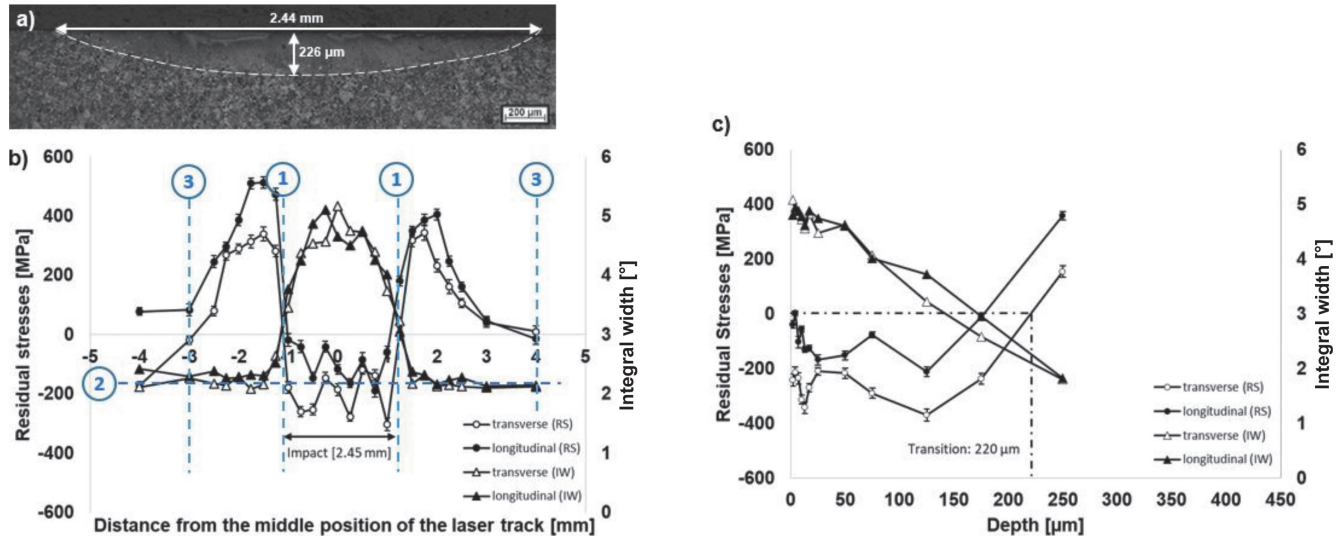 a)
2.44 mm
226 µm
200 µm
b)
600
400
200
0
-200
-400
-600
Residual stresses [MPa]
-5 -4 -3 -2 -1 0 1 2 3 4 5
Distance from the middle position of the laser track [mm]
6
5
4
3
2
1
0
Integral width [°]
3
1
1
3
2
Impact [2.45 mm]
transverse (RS)
longitudinal (RS)
transverse (IW)
longitudinal (IW)
c)
600
400
200
0
-200
-400
-600
Residual Stresses [MPa]
0 50 100 150 200 250 300 350 400 450
Depth [µm]
6
5
4
3
2
1
0
Integral width [°]
Transition: 220 µm
transverse (RS)
longitudinal (RS)
transverse (IW)
longitudinal (IW)